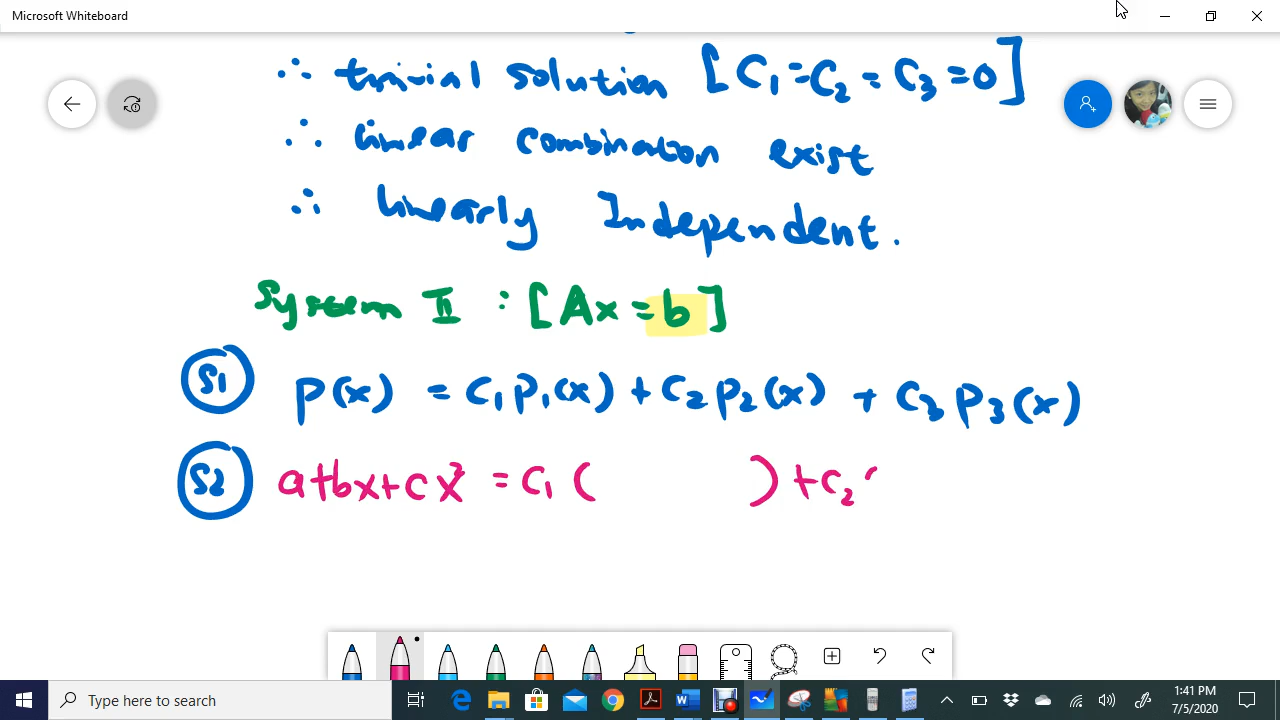 Microsoft Whiteboard
∴ trivial solution [C₁ = C₂ = C₃ = 0]
∴ linear combination exist
∴ linearly Independent.
System II : [Ax = b]
S1 p(x) = C₁p₁(x) + C₂p₂(x) + C₃p₃(x)
S2 a+bx+cx² = C₁ ( ) + C₂ (
Type here to search
1:41 PM
7/5/2020